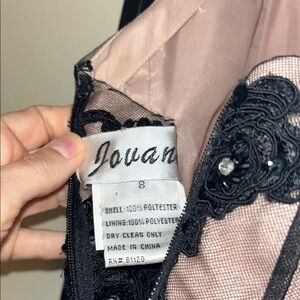 Jovan
8
SHELL: 100% POLYESTER
LINING: 100% POLYESTER
DRY CLEAN ONLY
MADE IN CHINA
RN# 61120